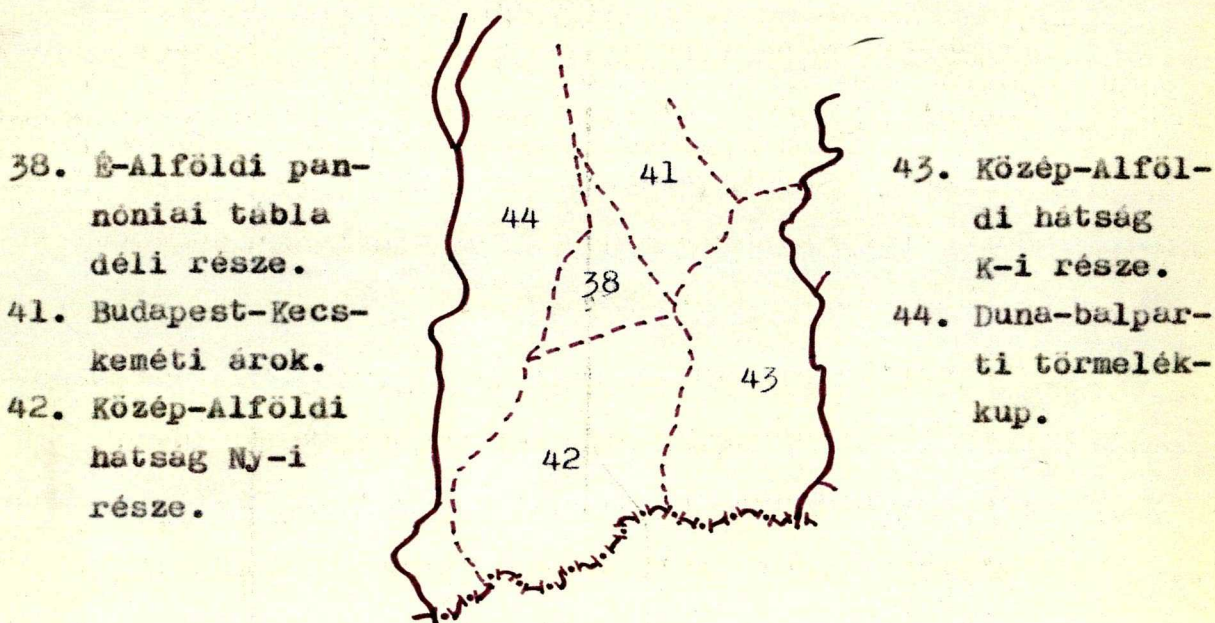 38. É-Alföldi pan-
nóniai tábla
déli része.
41. Budapest-Kecs-
keméti árok.
42. Közép-Alföldi
hátság Ny-i
része.
44
41
38
42
43
43. Közép-Alföl-
di hátság
K-i része.
44. Duna-balpar-
ti törmelék-
kup.